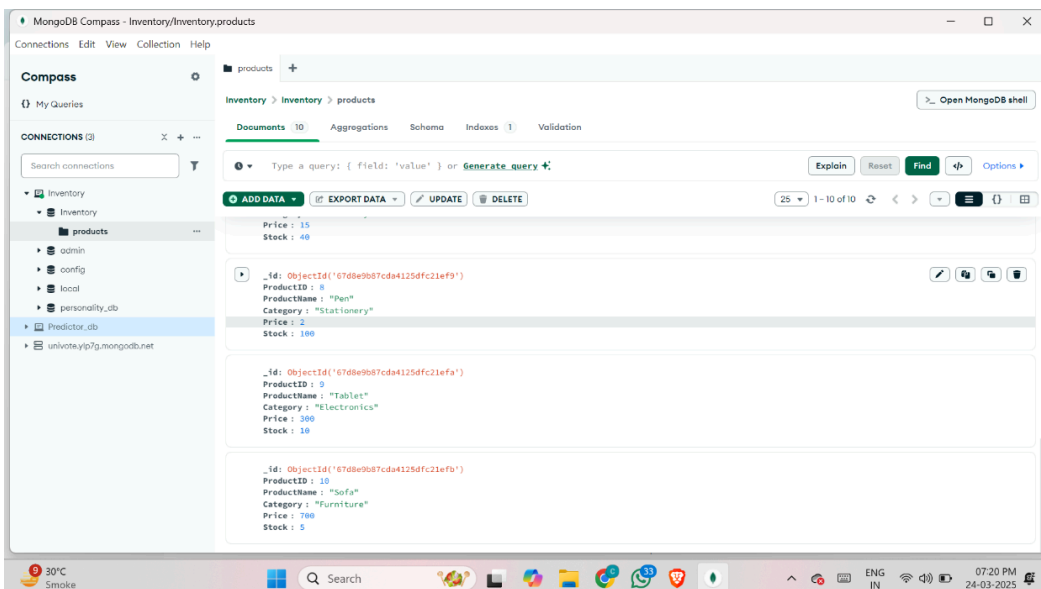 MongoDB Compass - Inventory/Inventory.products
Connections Edit View Collection Help
Compass
{} My Queries
CONNECTIONS (3)
Search connections
Inventory
Inventory
products
admin
config
local
personality_db
Predictor_db
univote.ylp7g.mongodb.net
products
Inventory > Inventory > products
>_ Open MongoDB shell
Documents 10 Aggregations Schema Indexes 1 Validation
Type a query: { field: 'value' } or Generate query
Explain Reset Find </> Options
ADD DATA EXPORT DATA UPDATE DELETE
25 1 - 10 of 10
Price : 15
Stock : 40
_id: ObjectId('67d8e9b87cda4125dfc21ef9')
ProductID : 8
ProductName : "Pen"
Category : "Stationery"
Price : 2
Stock : 100
_id: ObjectId('67d8e9b87cda4125dfc21efa')
ProductID : 9
ProductName : "Tablet"
Category : "Electronics"
Price : 300
Stock : 10
_id: ObjectId('67d8e9b87cda4125dfc21efb')
ProductID : 10
ProductName : "Sofa"
Category : "Furniture"
Price : 700
Stock : 5
9
30°C
Smoke
Search
33
ENG
IN
07:20 PM
24-03-2025